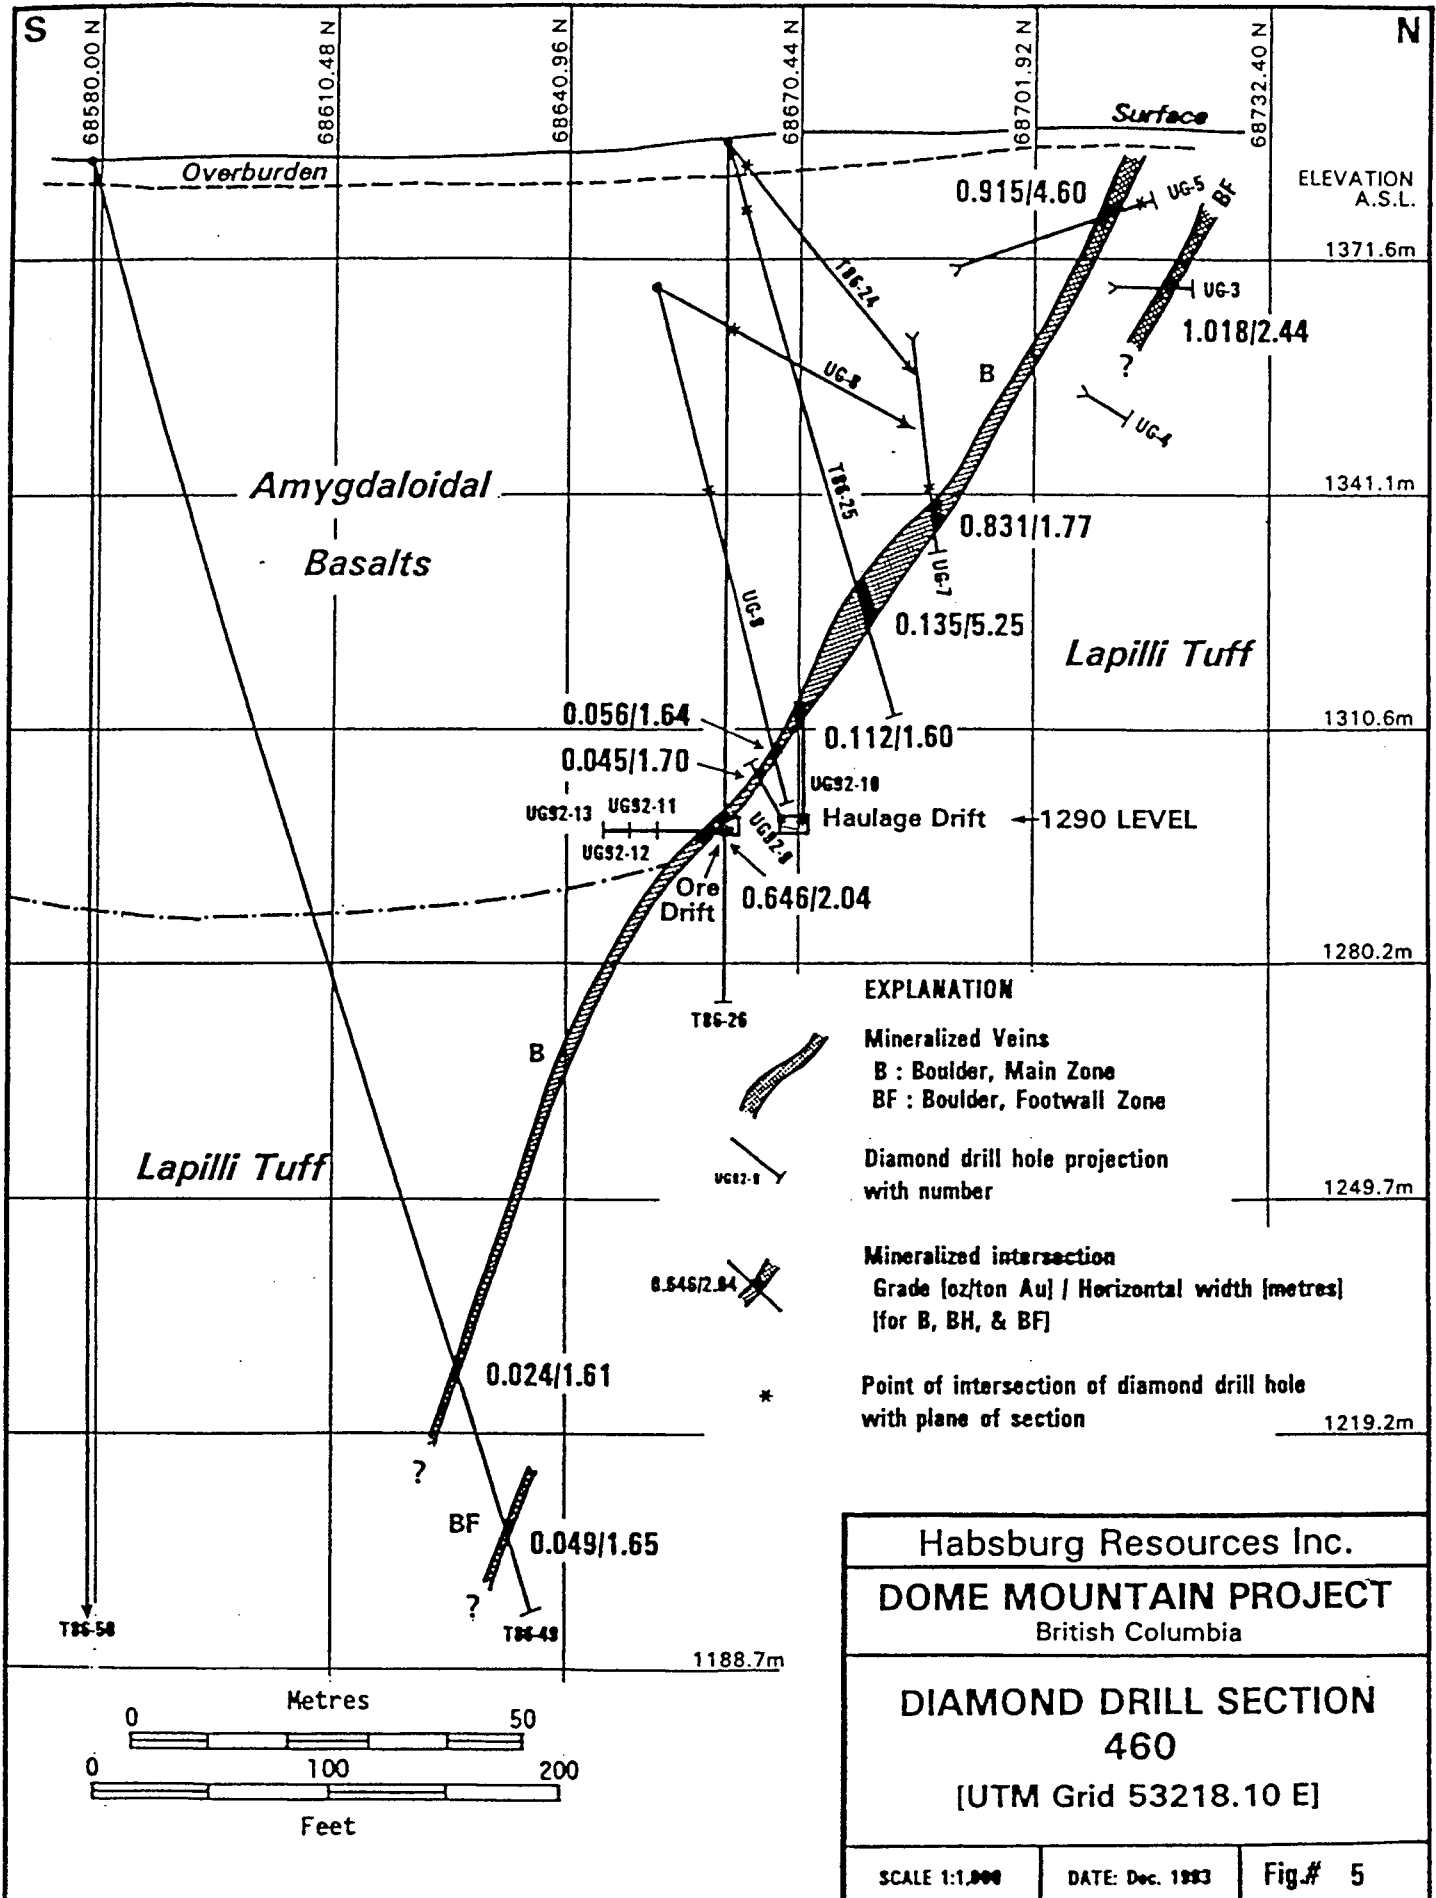 S
N
68580.00 N
68610.48 N
68640.96 N
68670.44 N
68701.92 N
68732.40 N
Surface
Overburden
ELEVATION
A.S.L.
0.915/4.60
UG-5
BF
1371.6m
T86-24
UG-3
1.018/2.44
?
UG-8
B
UG-4
Amygdaloidal
Basalts
1341.1m
T86-25
0.831/1.77
UG-7
UG-8
0.135/5.25
Lapilli Tuff
0.056/1.64
1310.6m
0.112/1.60
0.045/1.70
UG92-10
UG92-13
UG92-11
UG92-12
UG92-9
Haulage Drift
1290 LEVEL
Ore
Drift
0.646/2.04
1280.2m
T86-26
B
Lapilli Tuff
EXPLANATION
Mineralized Veins
B : Boulder, Main Zone
BF : Boulder, Footwall Zone
UG92-9
Diamond drill hole projection
with number
1249.7m
0.646/2.04
Mineralized intersection
Grade [oz/ton Au] / Horizontal width [metres]
[for B, BH, & BF]
*
Point of intersection of diamond drill hole
with plane of section
0.024/1.61
1219.2m
?
BF
0.049/1.65
?
T86-50
T86-49
1188.7m
Metres
0 50
0 100 200
Feet
Habsburg Resources Inc.
DOME MOUNTAIN PROJECT
British Columbia
DIAMOND DRILL SECTION
460
[UTM Grid 53218.10 E]
SCALE 1:1,000
DATE: Dec. 1993
Fig.# 5